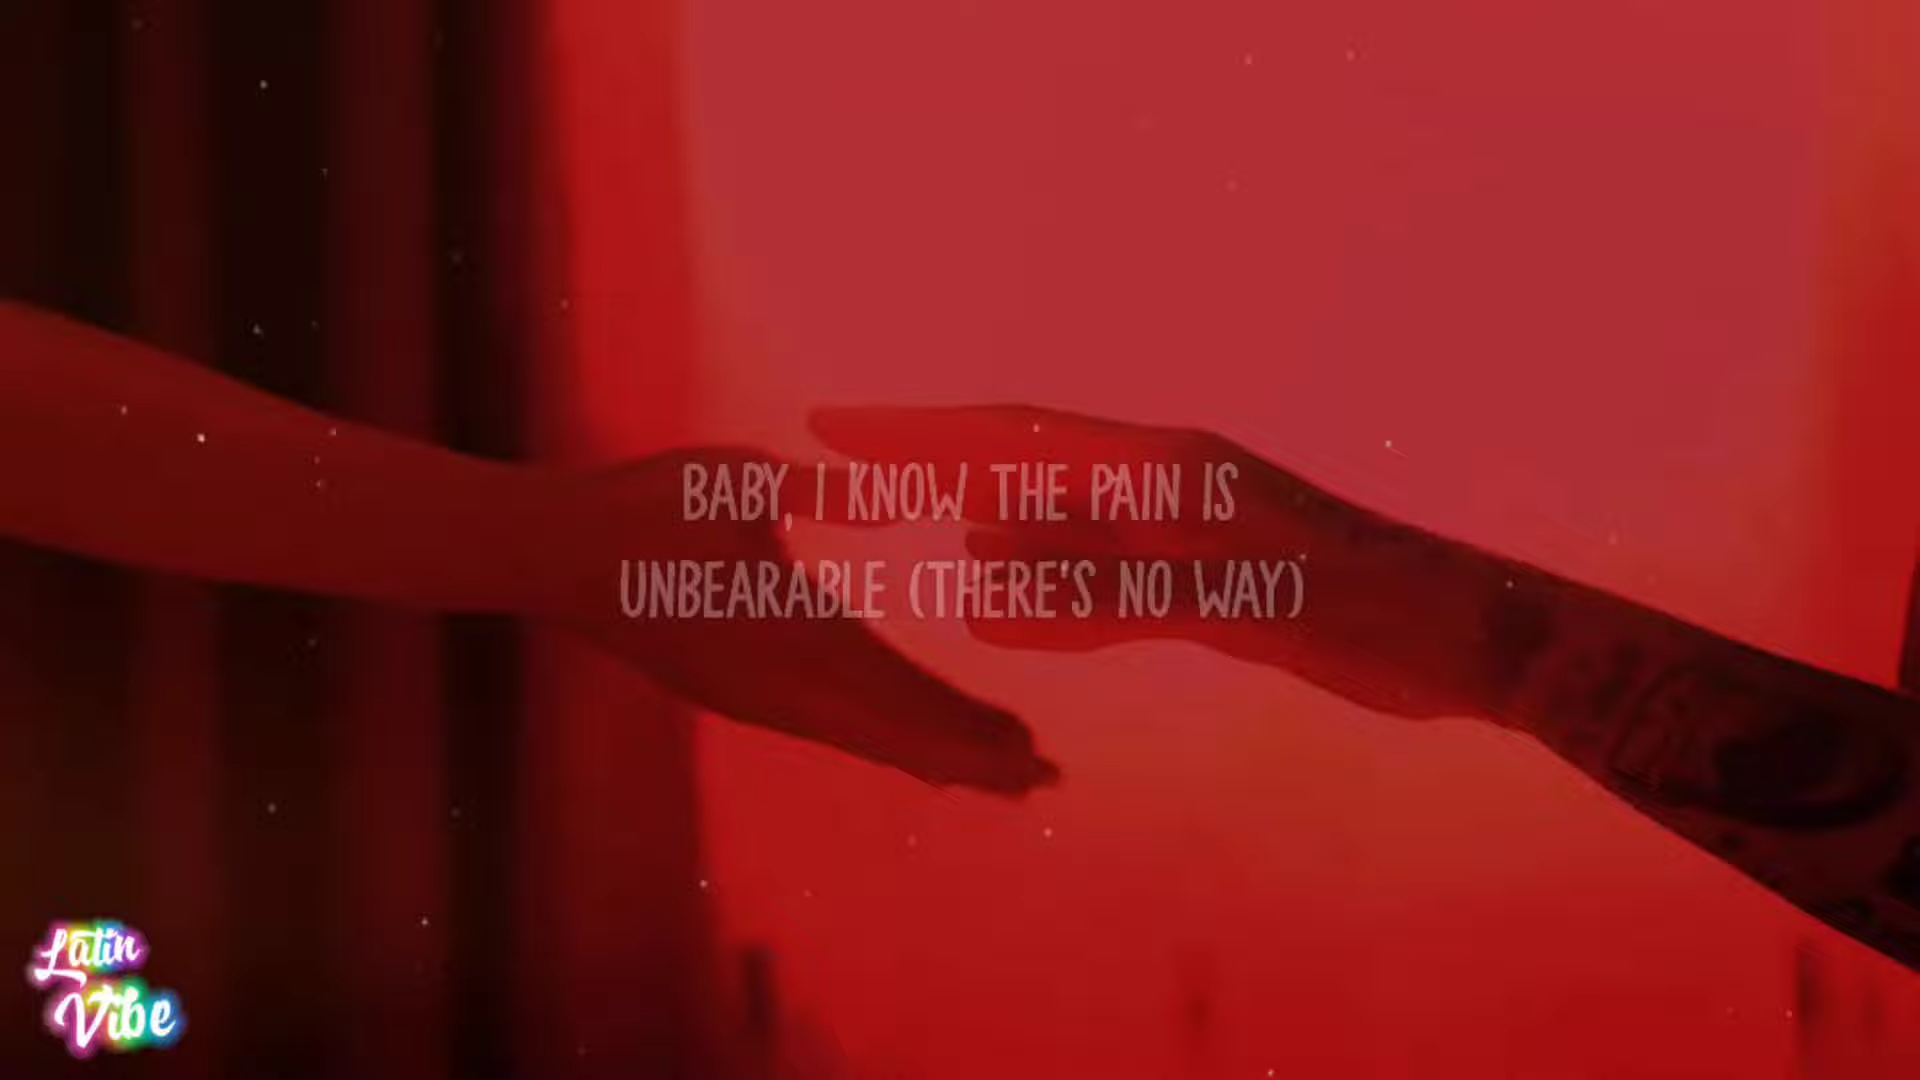 BABY, I KNOW THE PAIN IS
UNBEARABLE (THERE'S NO WAY)
Latin
Vibe